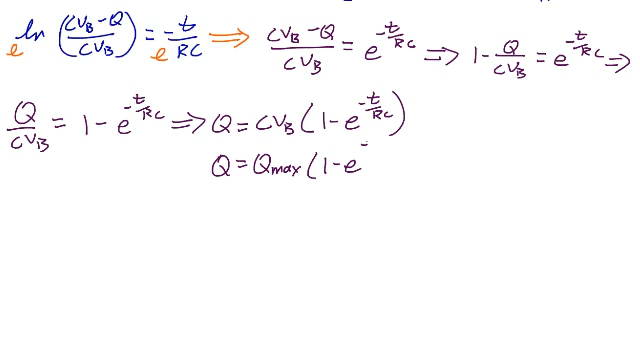 e^{ln((CV_B-Q)/CV_B)} = e^{-t/RC} ⇒ (CV_B-Q)/CV_B = e^{-t/RC} ⇒ 1-Q/CV_B = e^{-t/RC} ⇒
Q/CV_B = 1-e^{-t/RC} ⇒ Q = CV_B(1-e^{-t/RC})
Q = Q_max(1-e^-